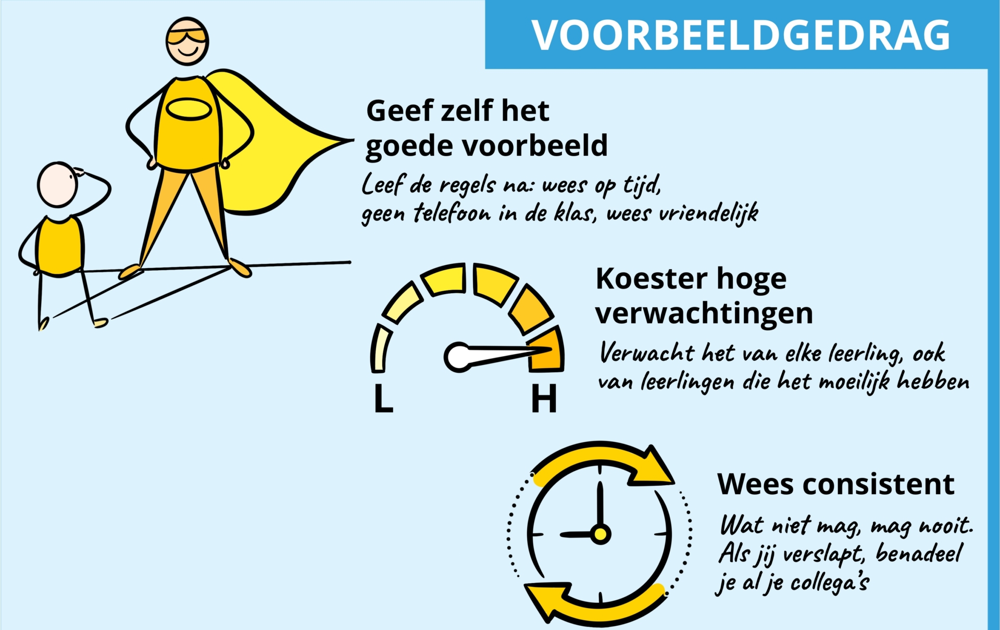 VOORBEELDGEDRAG
Geef zelf het
goede voorbeeld
Leef de regels na: wees op tijd,
geen telefoon in de klas, wees vriendelijk
Koester hoge
verwachtingen
Verwacht het van elke leerling, ook
van leerlingen die het moeilijk hebben
L H
Wees consistent
Wat niet mag, mag nooit.
Als jij verslapt, benadeel
je al je collega's